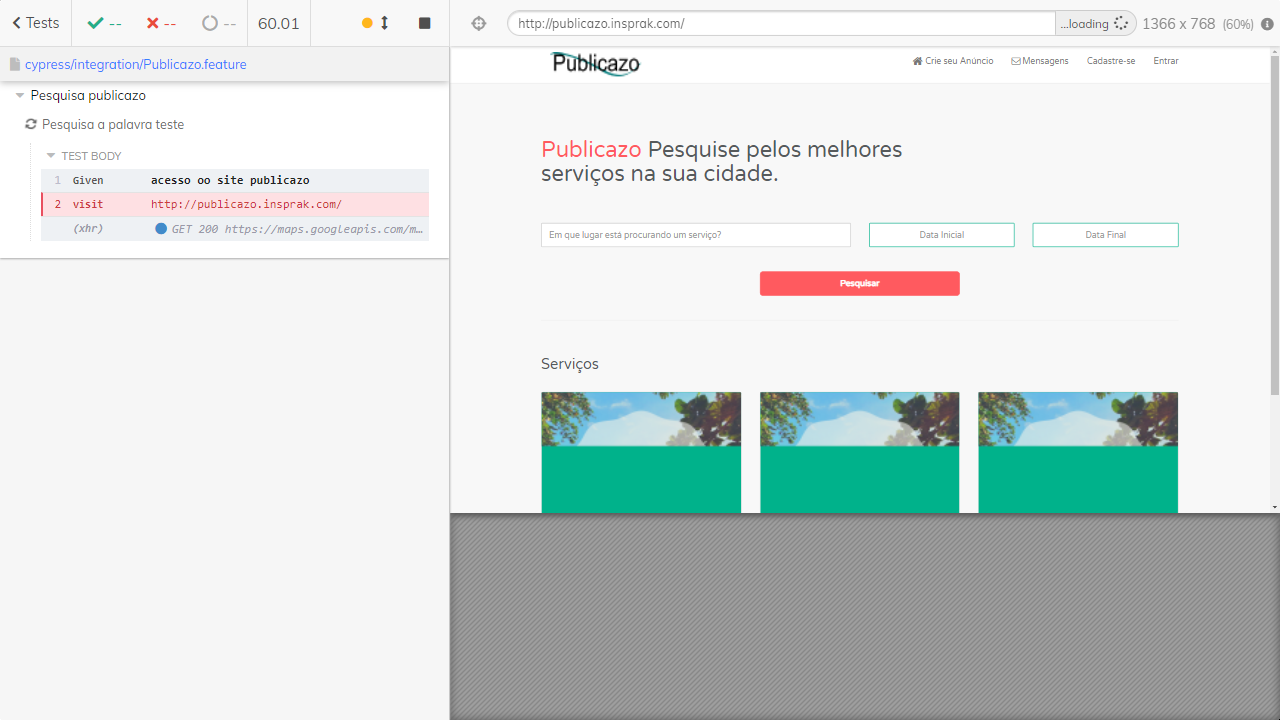 Tests
--
--
--
60.01
http://publicazo.insprak.com/
...loading
1366 x 768 (60%)
cypress/integration/Publicazo.feature
Pesquisa publicazo
Pesquisa a palavra teste
TEST BODY
1 Given acesso oo site publicazo
2 visit http://publicazo.insprak.com/
(xhr) GET 200 https://maps.googleapis.com/m…
Publicazo
Crie seu Anúncio
Mensagens
Cadastre-se
Entrar
Publicazo Pesquise pelos melhores
serviços na sua cidade.
Em que lugar está procurando um serviço?
Data Inicial
Data Final
Pesquisar
Serviços